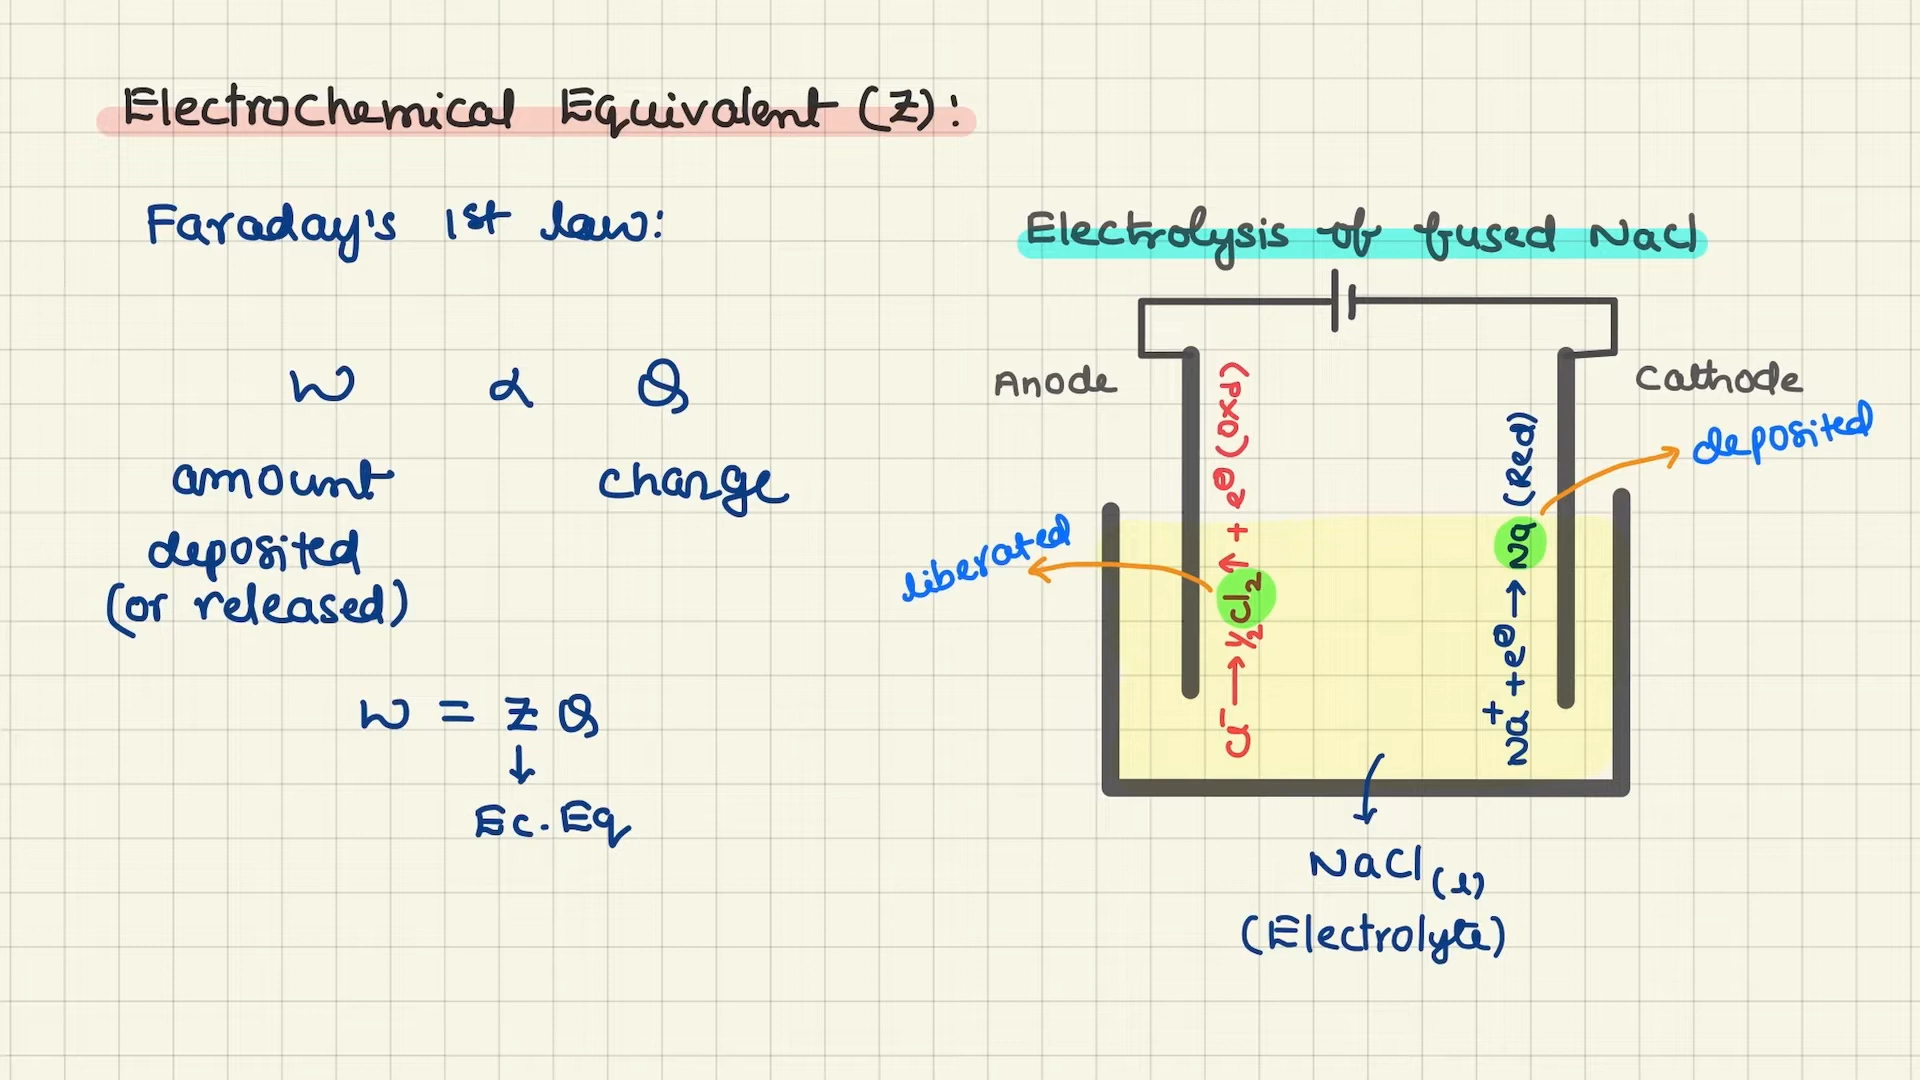 Electrochemical Equivalent (Z):
Faraday's 1st law:
W α Q
amount charge
deposited
(or released)
W = Z Q
↓
Ec. Eq
Electrolysis of fused NaCl
Anode
Cathode
deposited
liberated
Cl⁻ → ½Cl₂ ↑ + e⊖ (Oxd)
Na⁺ + e⊖ → Na (Red)
NaCl(l)
(Electrolyte)